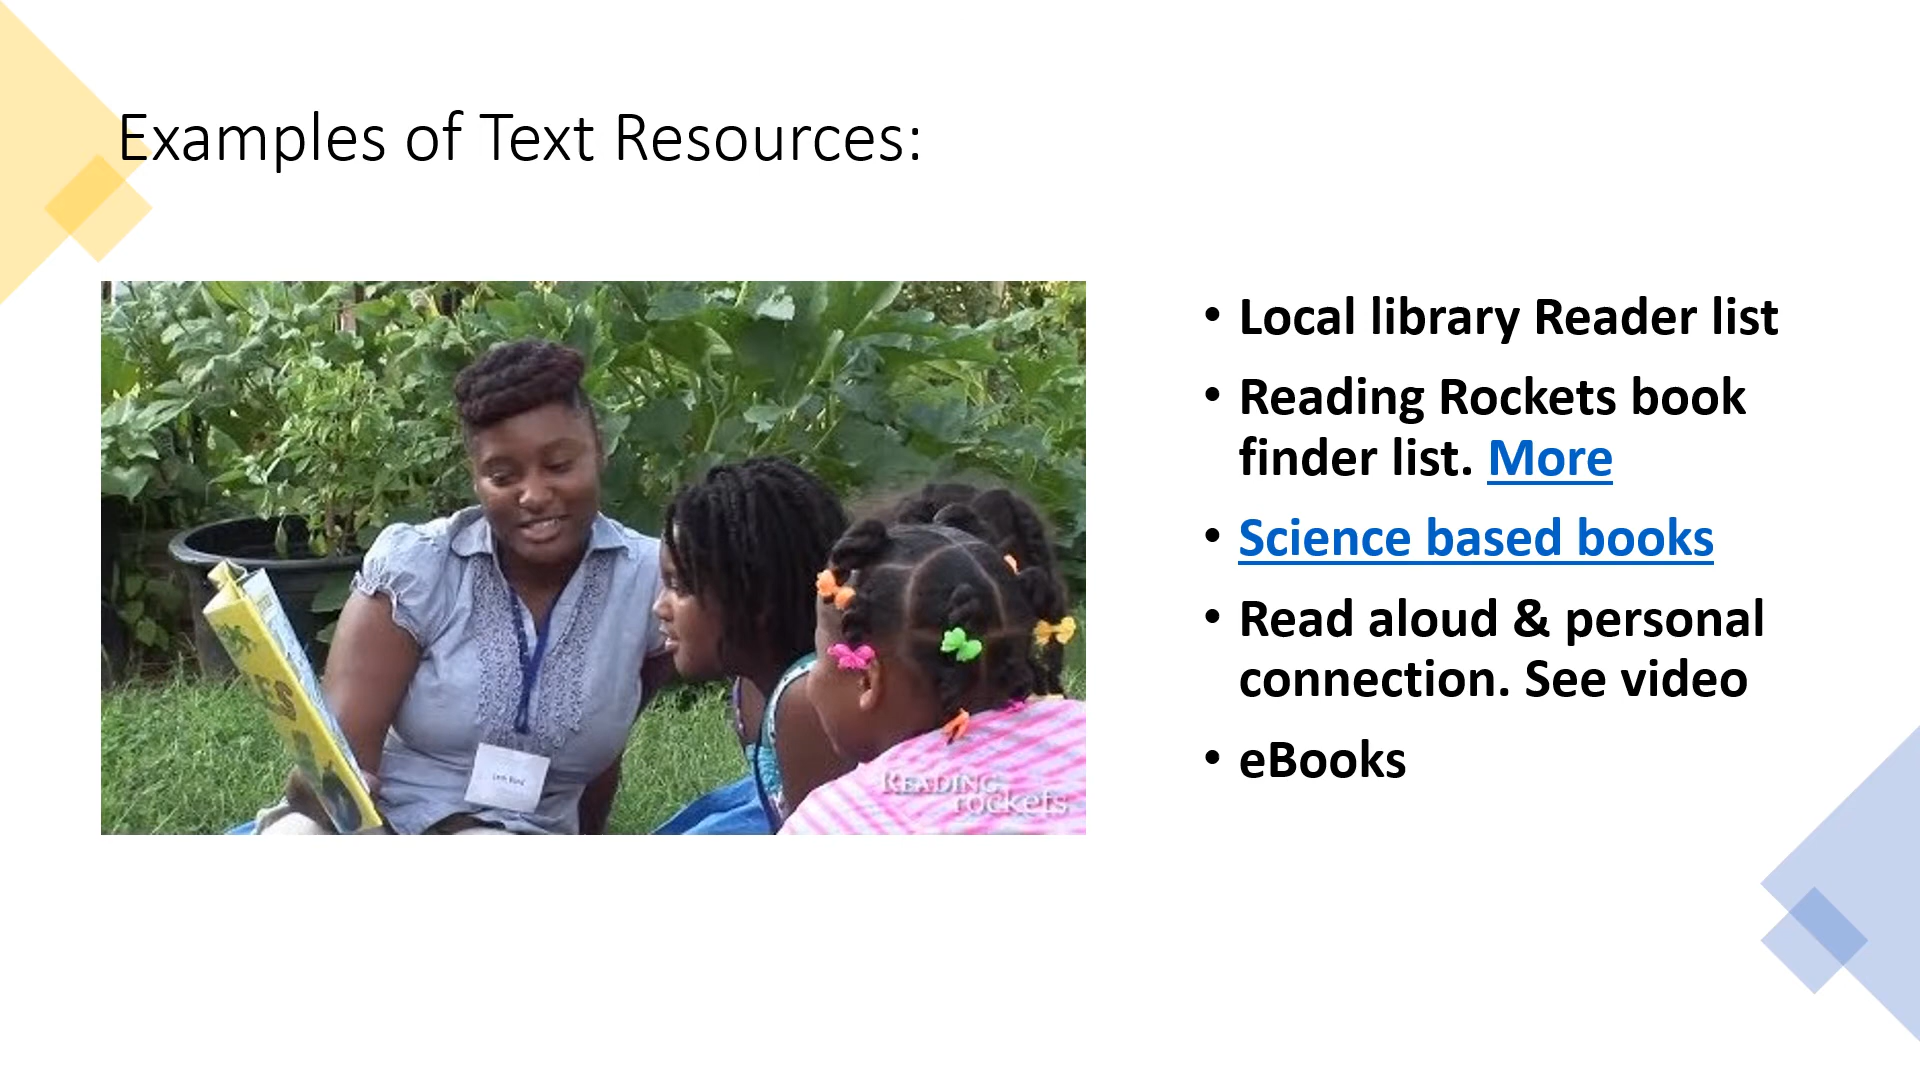 Examples of Text Resources:
• Local library Reader list
• Reading Rockets book
finder list. More
• Science based books
• Read aloud & personal
connection. See video
• eBooks
READING
rockets